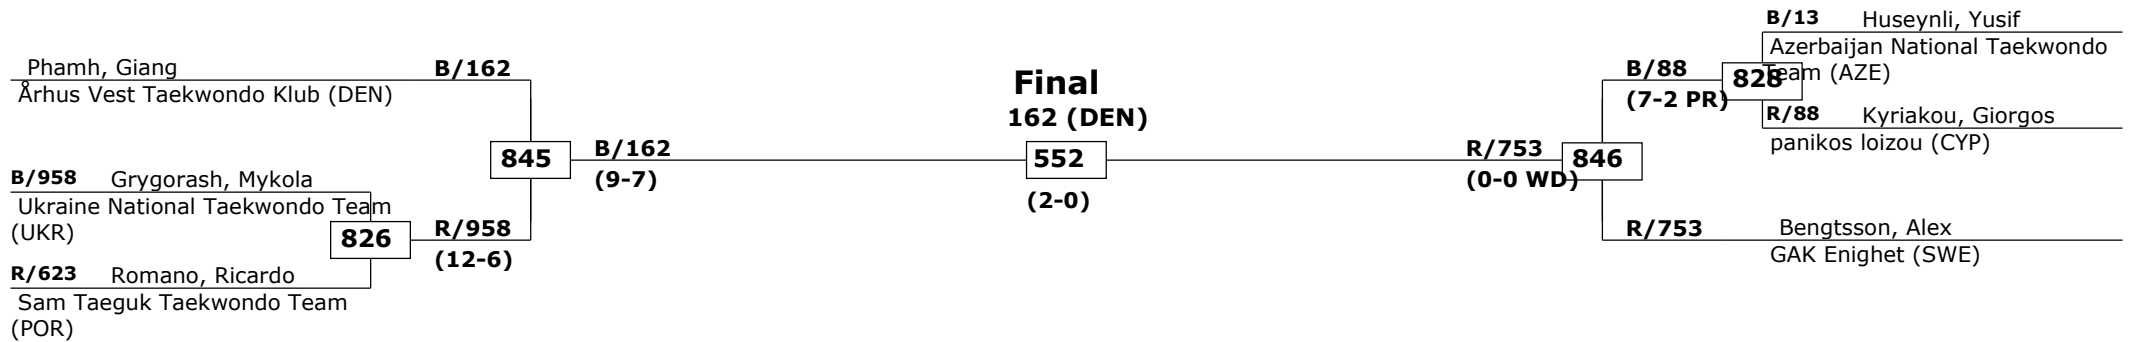 Phamh, Giang
Århus Vest Taekwondo Klub (DEN)
B/162
B/958 Grygorash, Mykola
Ukraine National Taekwondo Team
(UKR)
826
R/958
(12-6)
R/623 Romano, Ricardo
Sam Taeguk Taekwondo Team
(POR)
845
B/162
(9-7)
Final
162 (DEN)
552
(2-0)
R/753
(0-0 WD)
846
B/88
(7-2 PR)
828
B/13 Huseynli, Yusif
Azerbaijan National Taekwondo
Team (AZE)
R/88 Kyriakou, Giorgos
panikos loizou (CYP)
R/753
Bengtsson, Alex
GAK Enighet (SWE)